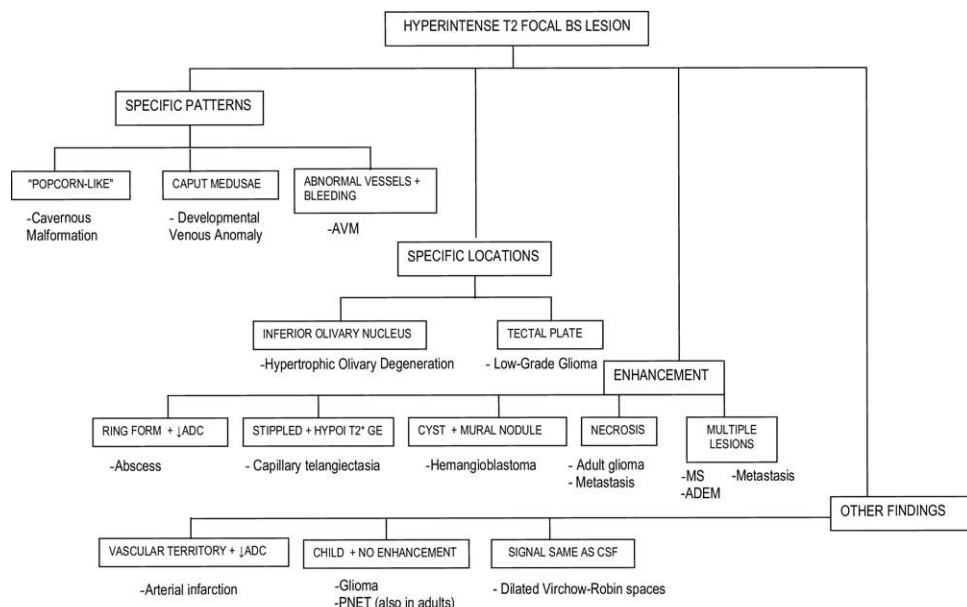 HYPERINTENSE T2 FOCAL BS LESION
SPECIFIC PATTERNS
"POPCORN-LIKE"
-Cavernous
Malformation
CAPUT MEDUSAE
- Developmental
Venous Anomaly
ABNORMAL VESSELS +
BLEEDING
-AVM
SPECIFIC LOCATIONS
INFERIOR OLIVARY NUCLEUS
-Hypertrophic Olivary Degeneration
TECTAL PLATE
- Low-Grade Glioma
ENHANCEMENT
RING FORM + ↓ADC
-Abscess
STIPPLED + HYPOI T2* GE
- Capillary telangiectasia
CYST + MURAL NODULE
-Hemangioblastoma
NECROSIS
- Adult glioma
- Metastasis
MULTIPLE
LESIONS
-MS -Metastasis
-ADEM
OTHER FINDINGS
VASCULAR TERRITORY + ↓ADC
-Arterial infarction
CHILD + NO ENHANCEMENT
-Glioma
-PNET (also in adults)
SIGNAL SAME AS CSF
- Dilated Virchow-Robin spaces